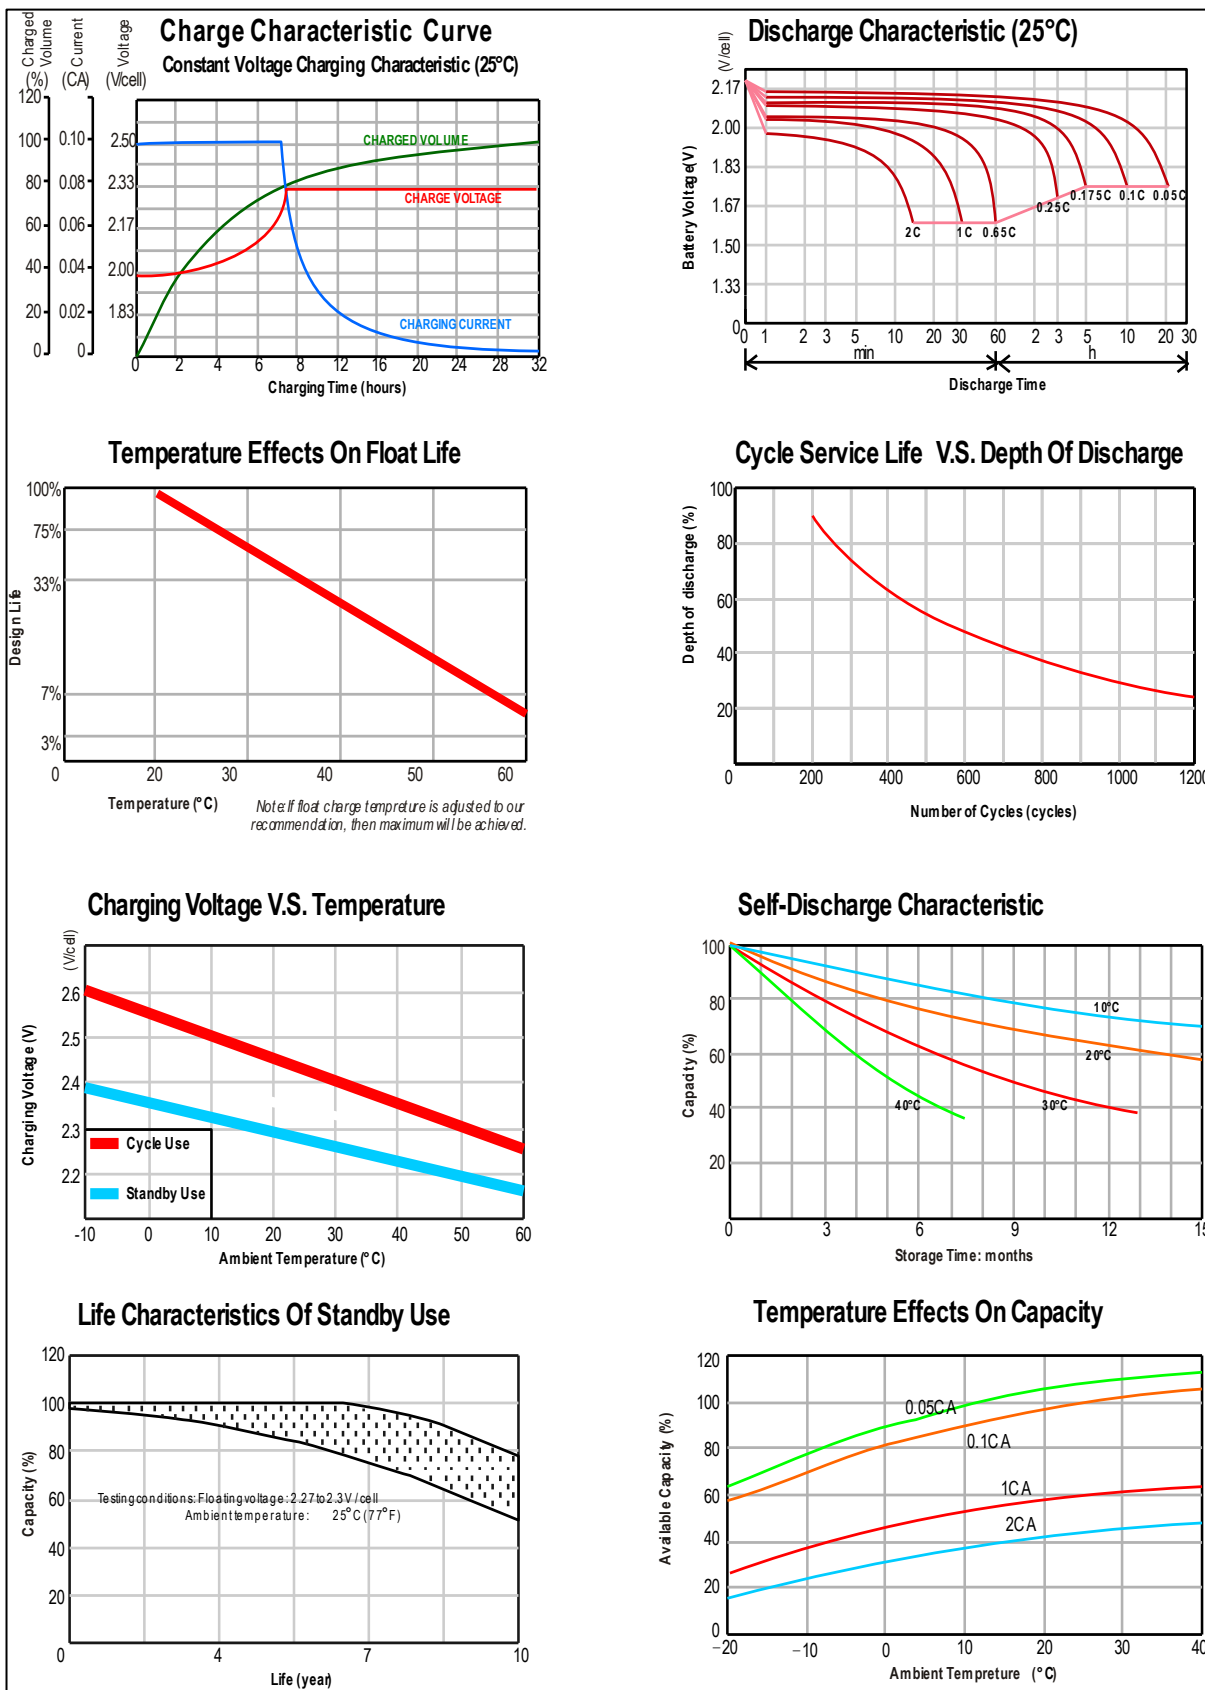 Charge Characteristic Curve
Constant Voltage Charging Characteristic (25°C)
Charged Volume
Current
Voltage
(%) (CA) (V/cell)
120
100 0.10 2.50
80 0.08 2.33
60 0.06 2.17
40 0.04 2.00
20 0.02 1.83
0 0
CHARGED VOLUME
CHARGE VOLTAGE
CHARGING CURRENT
0 2 4 6 8 10 12 14 16 20 24 28 32
Charging Time (hours)
Discharge Characteristic (25°C)
(V/cell)
Battery Voltage(V)
2.17
2.00
1.83
1.67
1.50
1.33
0
2C 1C 0.65C 0.25C 0.175C 0.1C 0.05C
0 1 2 3 5 10 20 30 60 2 3 5 10 20 30
min h
Discharge Time
Temperature Effects On Float Life
Design Life
100%
75%
33%
7%
3%
0 20 30 40 50 60
Temperature (°C)
Note:If float charge tempreture is adjusted to our
recommendation, then maximum will be achieved.
Cycle Service Life V.S. Depth Of Discharge
Depth of discharge (%)
100
80
60
40
20
0 200 400 600 800 1000 1200
Number of Cycles (cycles)
Charging Voltage V.S. Temperature
(V/cell)
Charging Voltage (V)
2.6
2.5
2.4
2.3
2.2
Cycle Use
Standby Use
-10 0 10 20 30 40 50 60
Ambient Temperature (°C)
Self-Discharge Characteristic
Capacity (%)
100
80
60
40
20
10°C
20°C
30°C
40°C
0 3 6 9 12 15
Storage Time: months
Life Characteristics Of Standby Use
Capacity (%)
120
100
80
60
40
20
Testing conditions: Floating voltage: 2.27 to 2.3 V / cell
Ambient temperature: 25°C (77°F)
0 4 7 10
Life (year)
Temperature Effects On Capacity
Available Capacity (%)
120
100
80
60
40
20
0
0.05CA
0.1CA
1CA
2CA
-20 -10 0 10 20 30 40
Ambient Tempreture (°C)